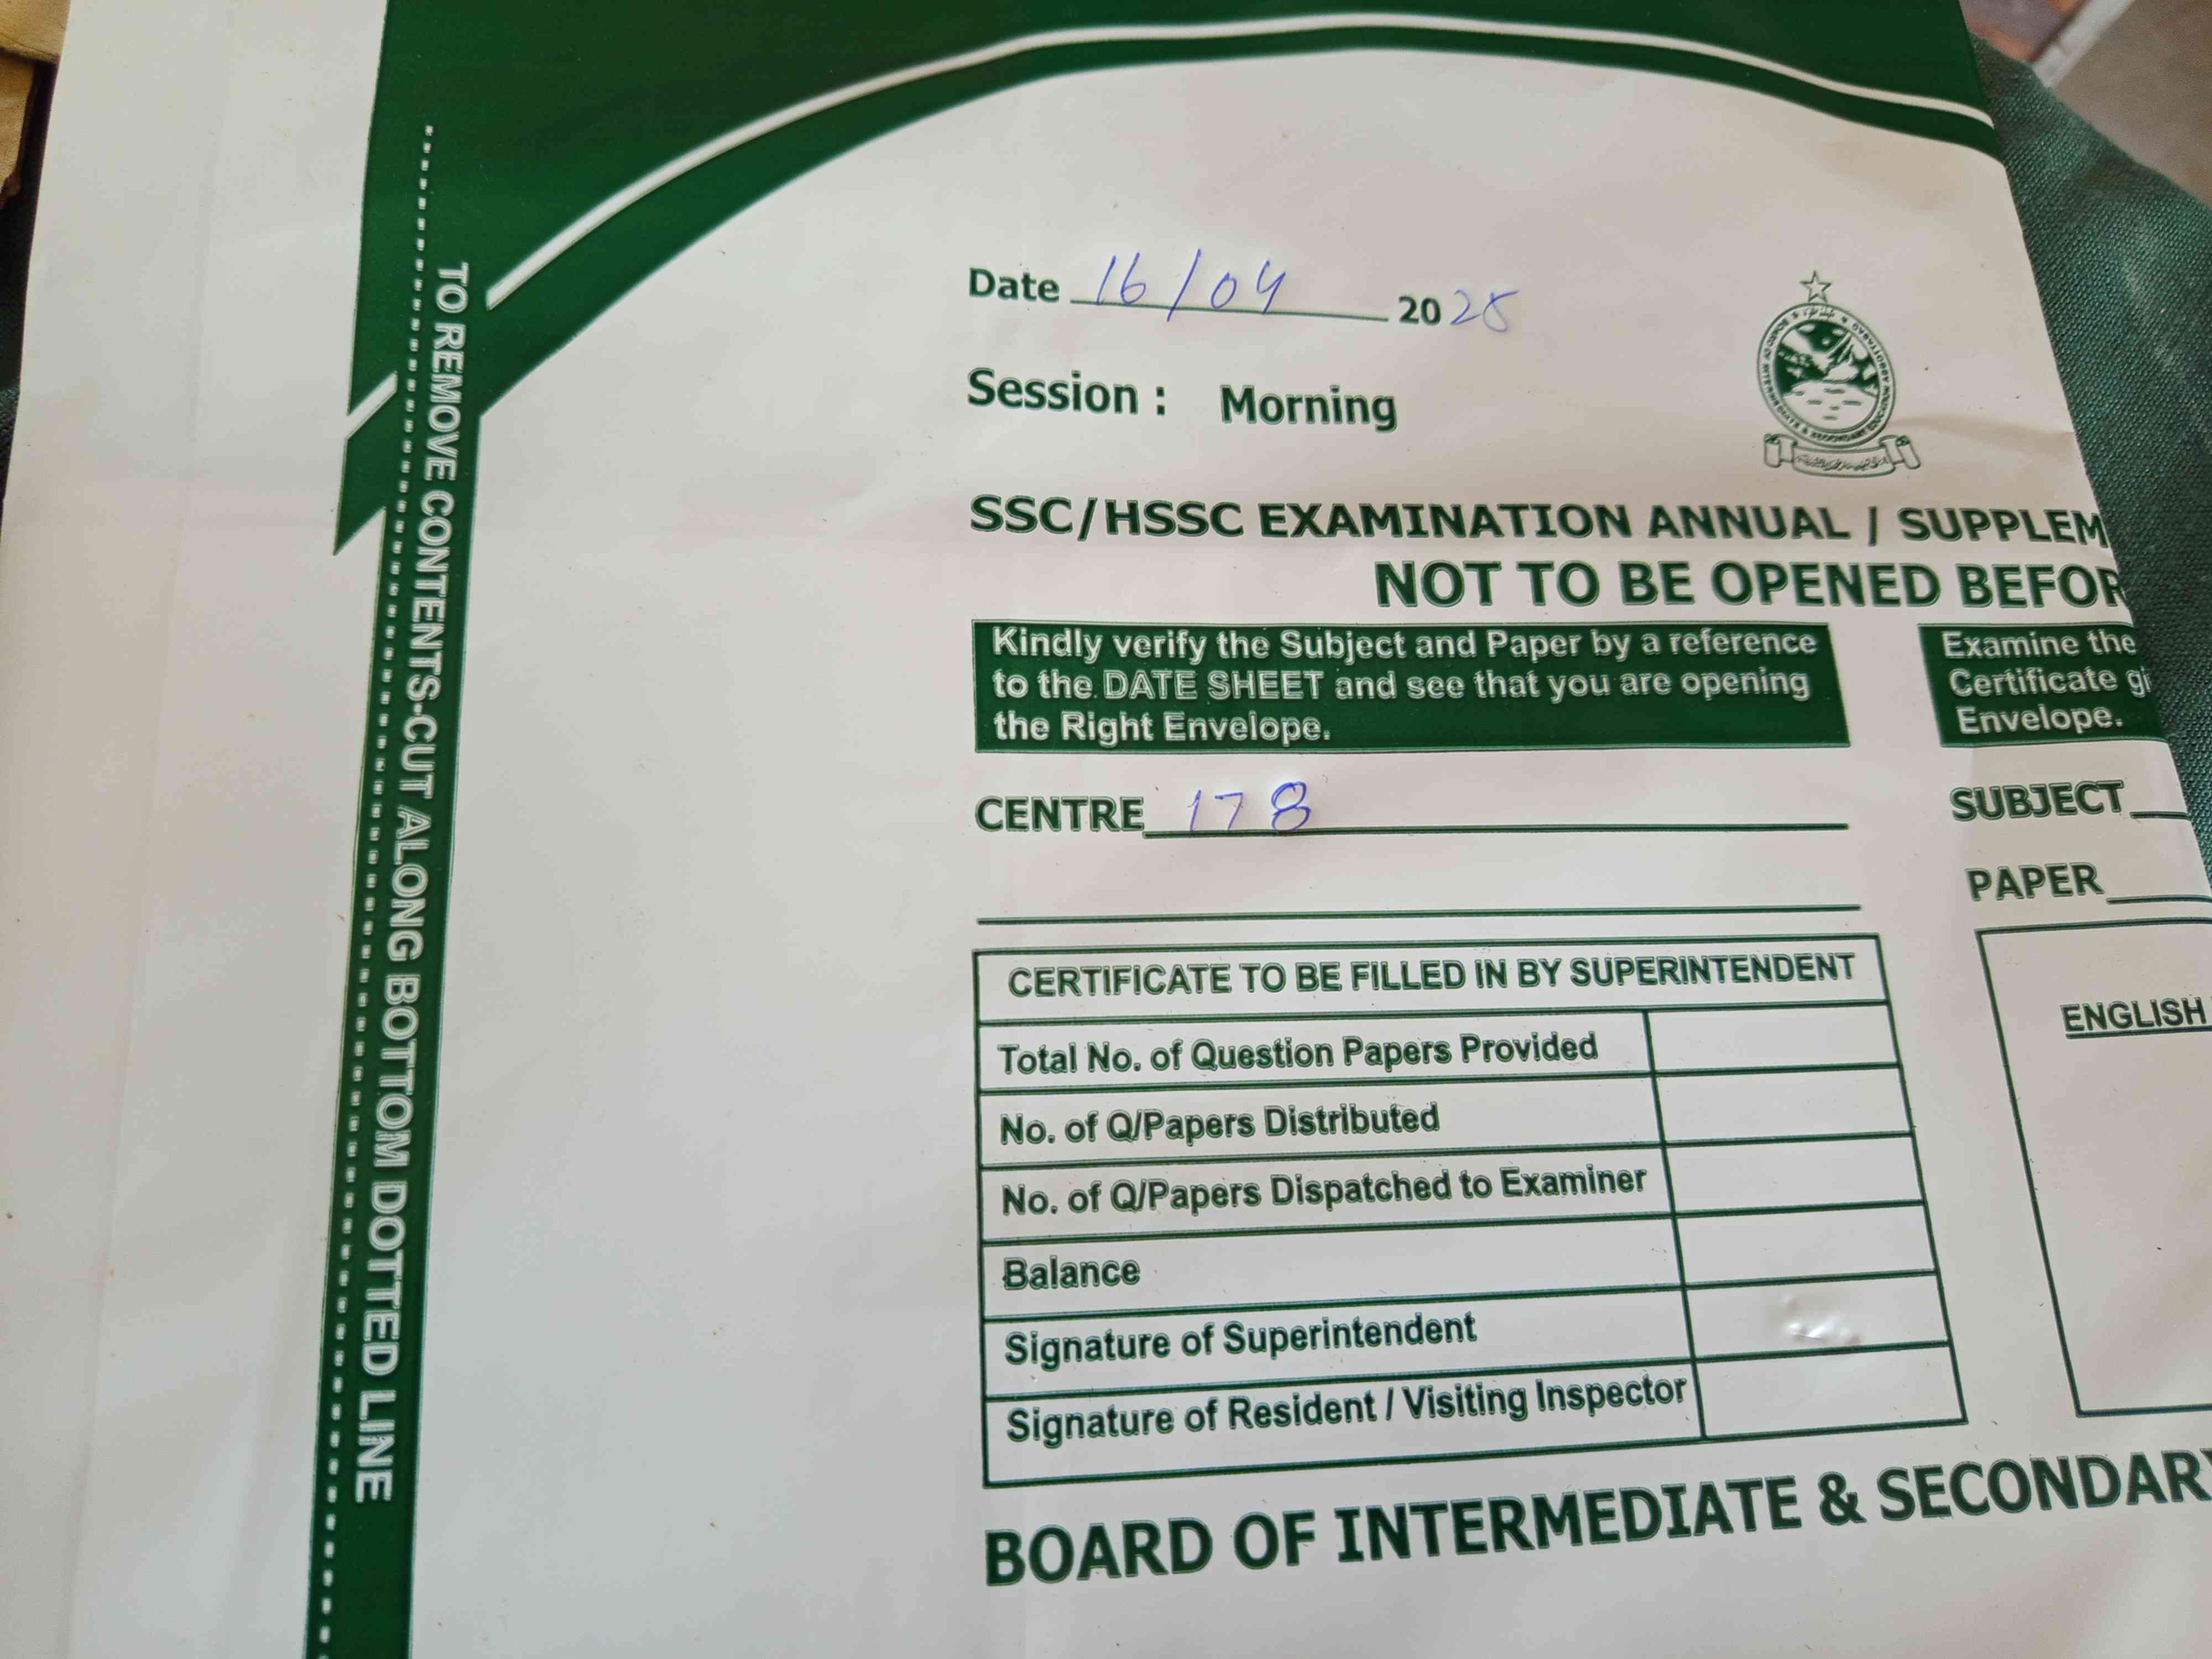 Date 16/04 2025
Session : Morning
SSC/HSSC EXAMINATION ANNUAL / SUPPLEM
NOT TO BE OPENED BEFOR
Kindly verify the Subject and Paper by a reference
to the DATE SHEET and see that you are opening
the Right Envelope.
Examine the
Certificate gi
Envelope.
CENTRE 178
SUBJECT
PAPER
CERTIFICATE TO BE FILLED IN BY SUPERINTENDENT
Total No. of Question Papers Provided
No. of Q/Papers Distributed
No. of Q/Papers Dispatched to Examiner
Balance
Signature of Superintendent
Signature of Resident / Visiting Inspector
ENGLISH
BOARD OF INTERMEDIATE & SECONDARY
TO REMOVE CONTENTS-CUT ALONG BOTTOM DOTTED LINE